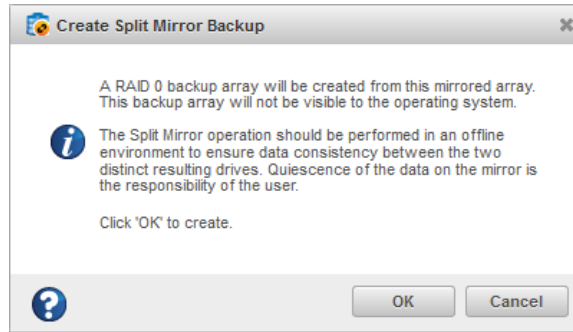 Create Split Mirror Backup
A RAID 0 backup array will be created from this mirrored array.
This backup array will not be visible to the operating system.
The Split Mirror operation should be performed in an offline
environment to ensure data consistency between the two
distinct resulting drives. Quiescence of the data on the mirror is
the responsibility of the user.
Click 'OK' to create.
OK
Cancel